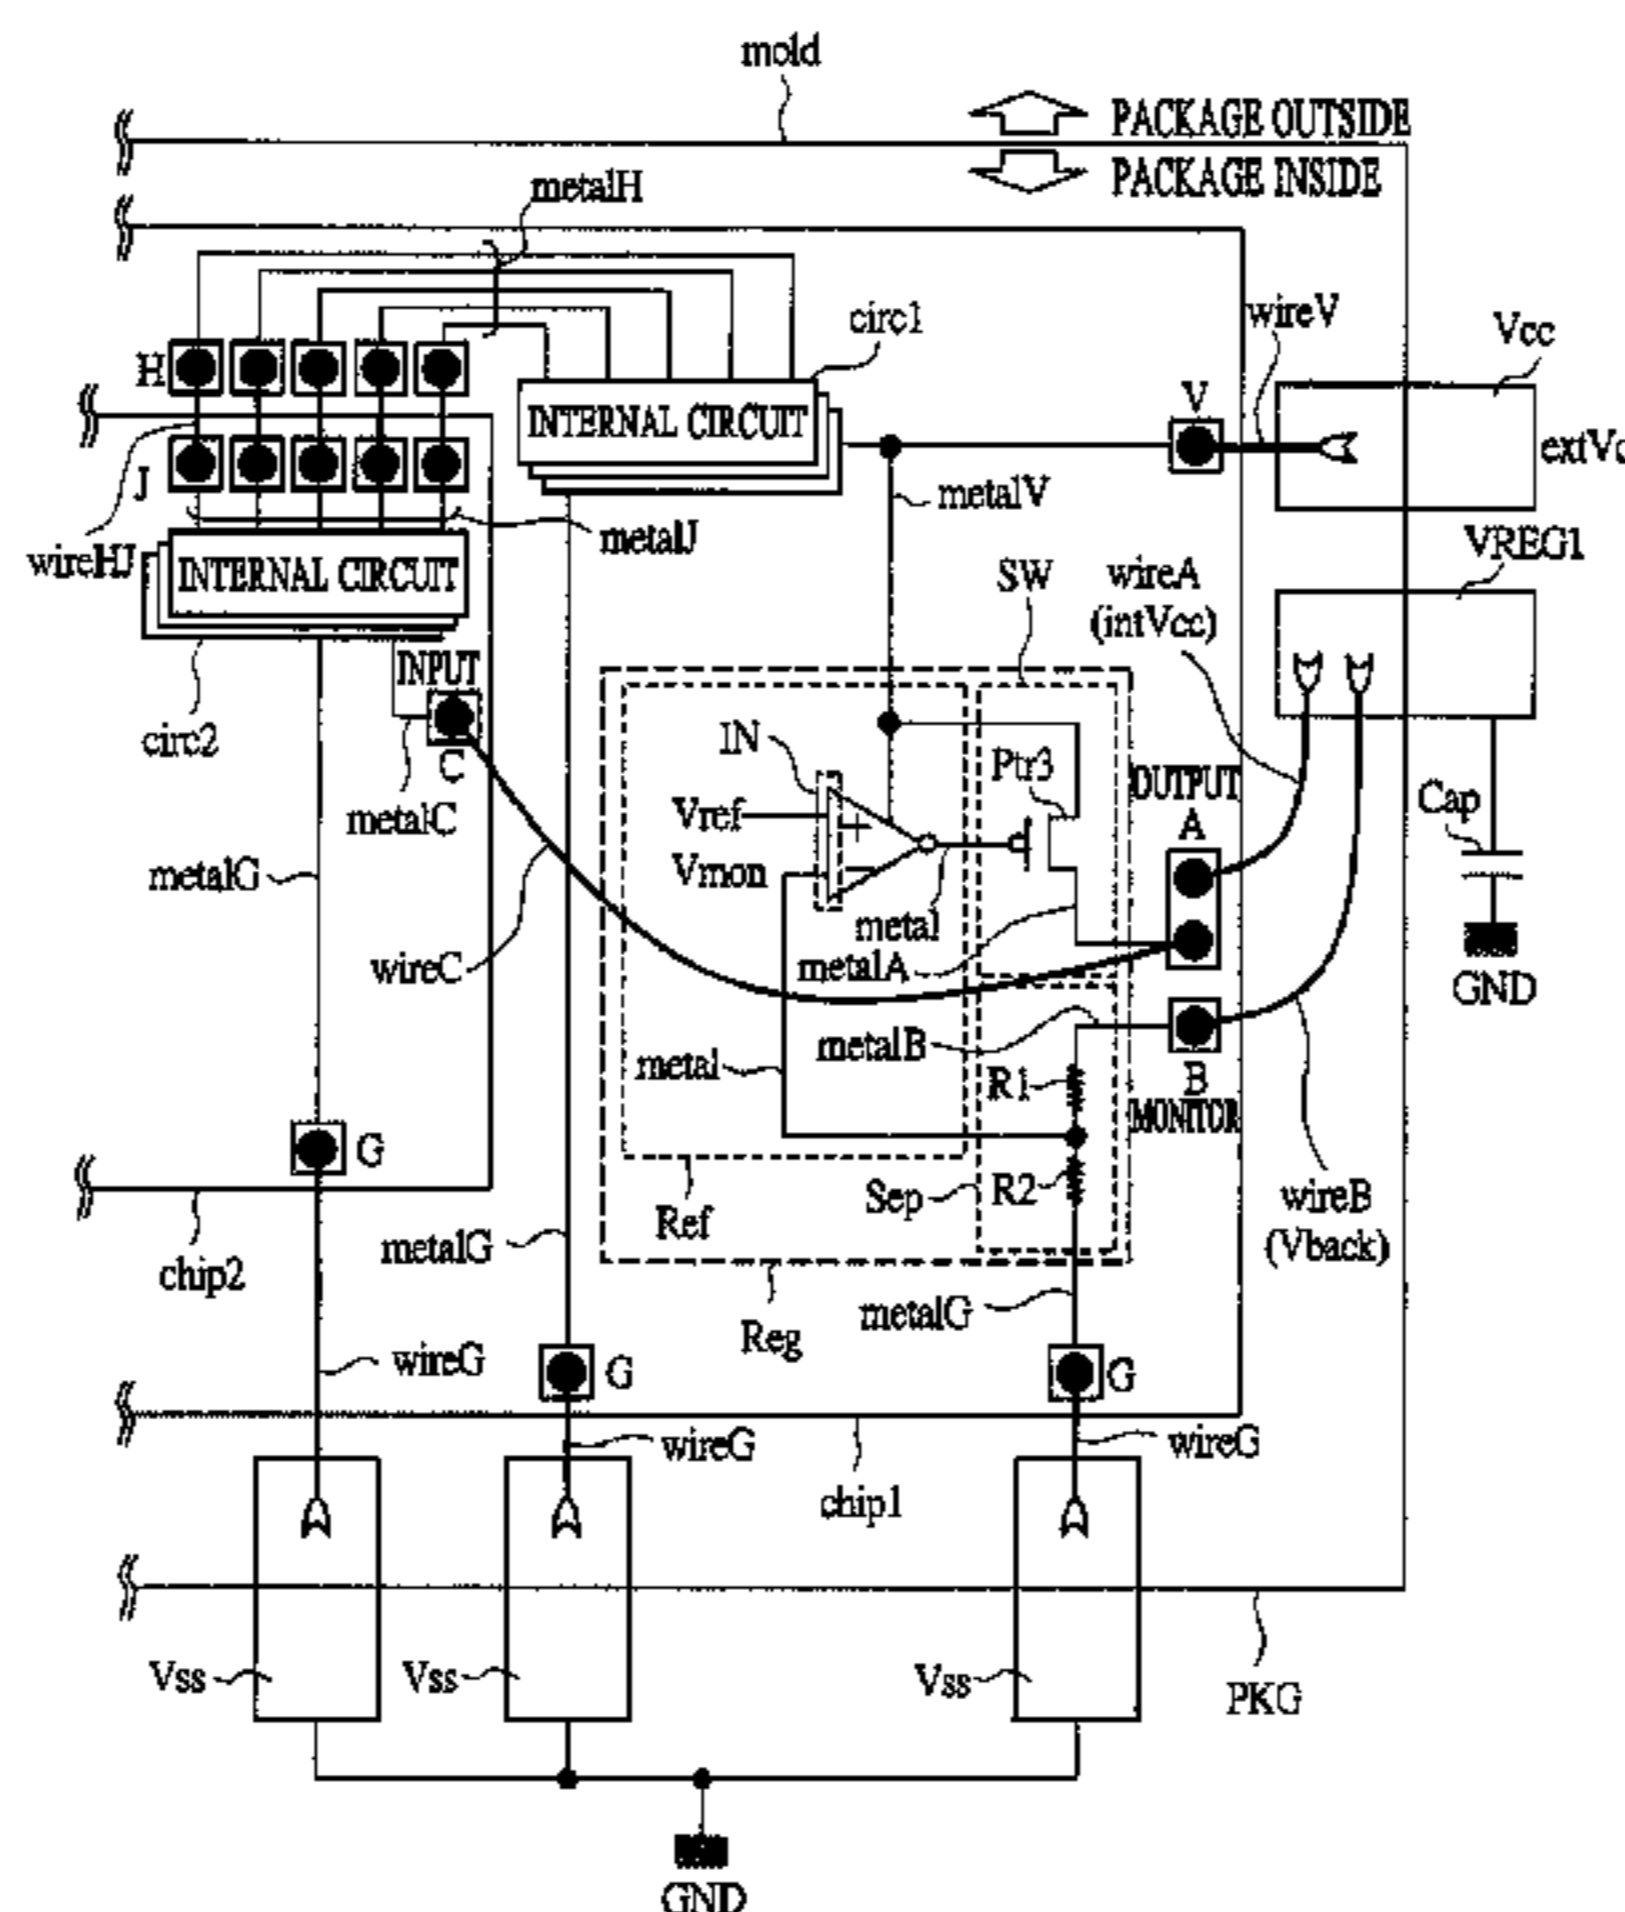 mold
PACKAGE OUTSIDE
PACKAGE INSIDE
metalH
circ1
wireV
Vcc
H
V
INTERNAL CIRCUIT
J
metalV
metalJ
wireHJ
INTERNAL CIRCUIT
VREG1
SW
wireA
(intVcc)
INPUT
circ2
C
IN
Ptr3
OUTPUT
A
Cap
metalC
Vref
+
Vmon
−
metalG
metal
metalA
wireC
GND
metalB
metal
R1
B
MONITOR
G
Sep
R2
Ref
wireB
(Vback)
metalG
chip2
metalG
Reg
wireG
G
G
wireG
wireG
chip1
Vss
Vss
Vss
PKG
GND